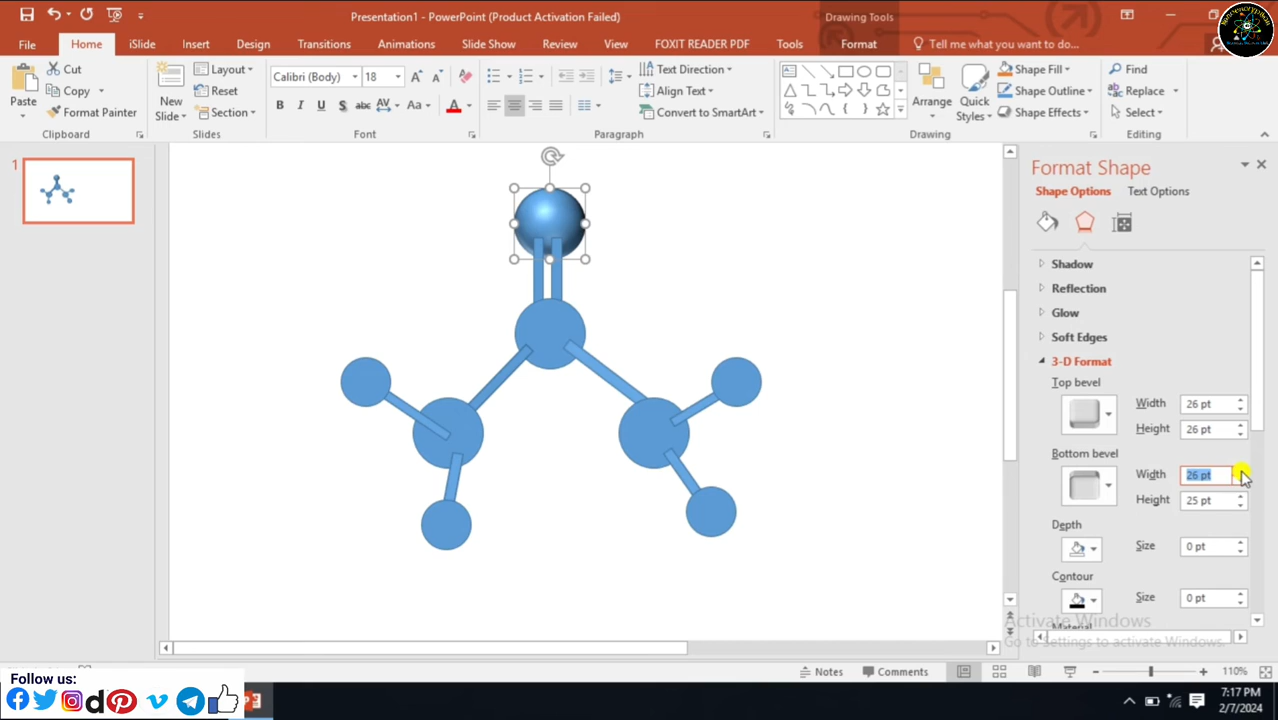 Presentation1 - PowerPoint (Product Activation Failed)
Drawing Tools
File
Home
iSlide
Insert
Design
Transitions
Animations
Slide Show
Review
View
FOXIT READER PDF
Tools
Format
Tell me what you want to do...
Paste
Cut
Copy
Format Painter
Clipboard
New Slide
Layout
Reset
Section
Slides
Calibri (Body)
18
B I U S abc AV Aa A
Font
Text Direction
Align Text
Convert to SmartArt
Paragraph
Arrange
Quick Styles
Shape Fill
Shape Outline
Shape Effects
Drawing
Find
Replace
Select
Editing
1
Format Shape
Shape Options
Text Options
Shadow
Reflection
Glow
Soft Edges
3-D Format
Top bevel
Width 26 pt
Height 26 pt
Bottom bevel
Width 26 pt
Height 25 pt
Depth
Size 0 pt
Contour
Size 0 pt
Material
Activate Windows
Go to Settings to activate Windows.
Notes
Comments
110%
Follow us:
7:17 PM
2/7/2024